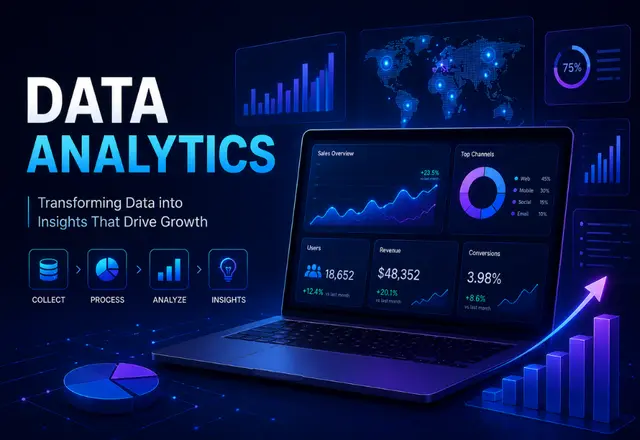 DATA
ANALYTICS
Transforming Data into
Insights That Drive Growth
COLLECT
PROCESS
ANALYZE
INSIGHTS
75%
Sales Overview
+23.5%
Top Channels
Web 45%
Mobile 30%
Social 15%
Email 10%
Users
18,652
+12.4%
vs last month
Revenue
$48,352
+20.1%
vs last month
Conversions
3.98%
+8.6%
vs last month